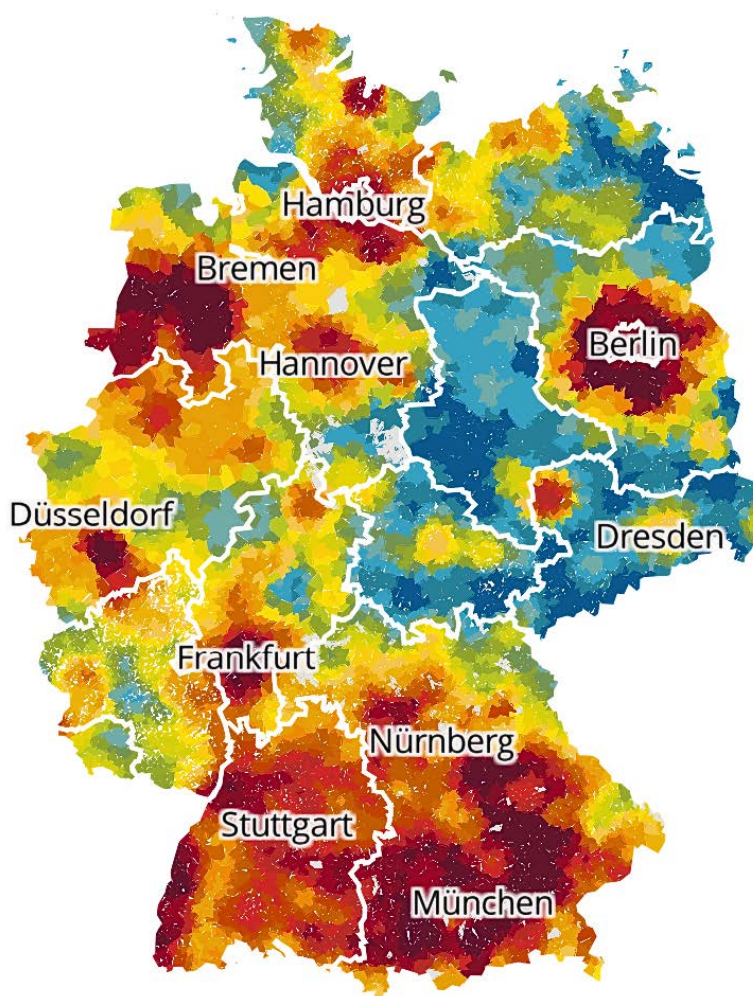 Hamburg
Bremen
Berlin
Hannover
Düsseldorf
Dresden
Frankfurt
Nürnberg
Stuttgart
München